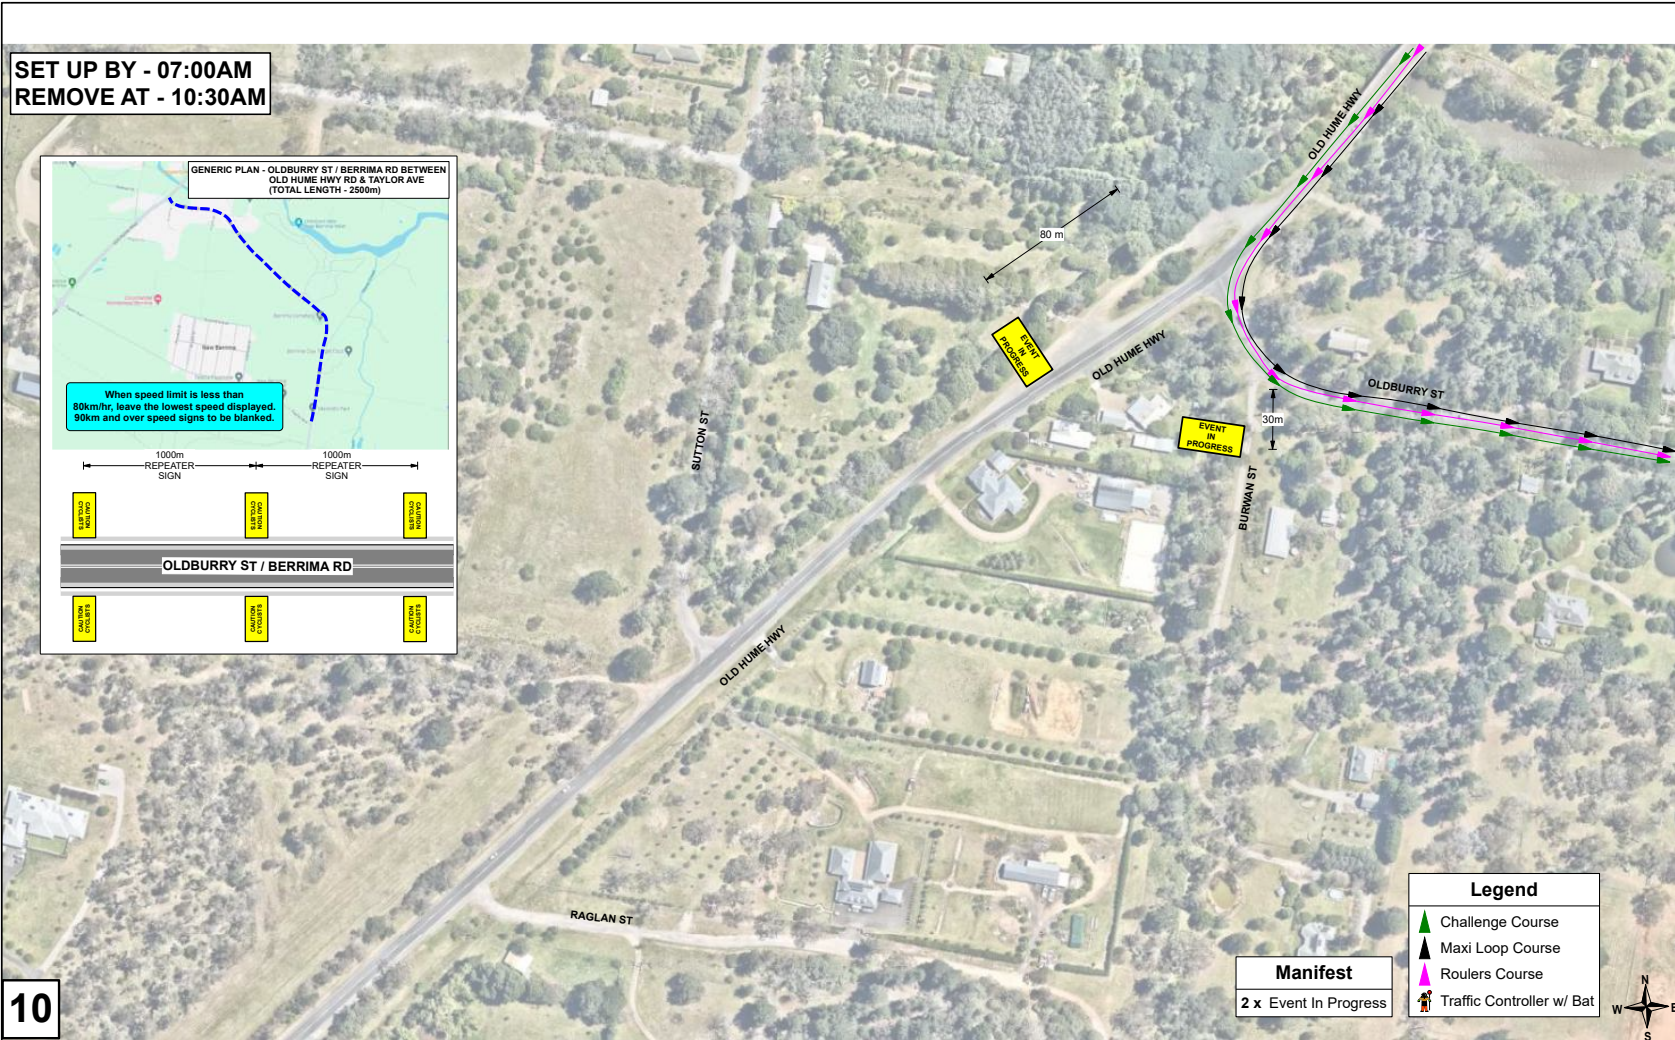 SET UP BY - 07:00AM
REMOVE AT - 10:30AM
GENERIC PLAN - OLDBURRY ST / BERRIMA RD BETWEEN
OLD HUME HWY RD & TAYLOR AVE
(TOTAL LENGTH - 2500m)
New Berrima
When speed limit is less than
80km/hr, leave the lowest speed displayed.
90km and over speed signs to be blanked.
1000m
REPEATER
SIGN
1000m
REPEATER
SIGN
CAUTION
CYCLISTS
CAUTION
CYCLISTS
CAUTION
CYCLISTS
OLDBURRY ST / BERRIMA RD
CAUTION
CYCLISTS
CAUTION
CYCLISTS
CAUTION
CYCLISTS
OLD HUME HWY
80 m
EVENT
IN
PROGRESS
OLD HUME HWY
OLDBURRY ST
30m
EVENT
IN
PROGRESS
SUTTON ST
BURWAN ST
OLD HUME HWY
RAGLAN ST
Manifest
2 x Event In Progress
Legend
Challenge Course
Maxi Loop Course
Roulers Course
Traffic Controller w/ Bat
N
W
E
S
10